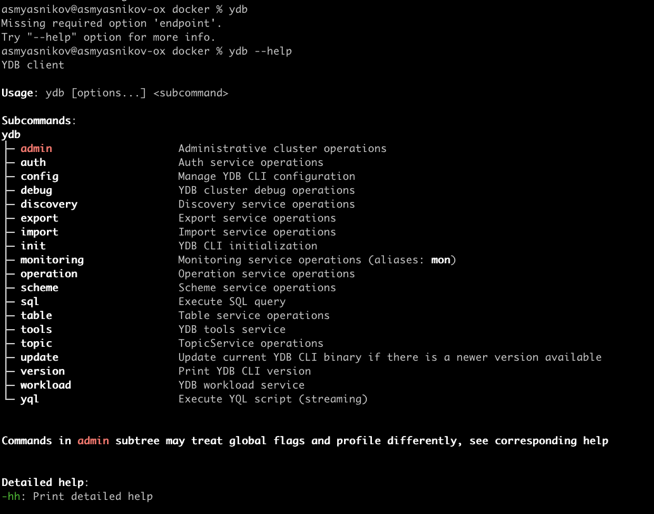 asmyasnikov@asmyasnikov-ox docker % ydb
Missing required option 'endpoint'.
Try "--help" option for more info.
asmyasnikov@asmyasnikov-ox docker % ydb --help
YDB client
Usage: ydb [options...] <subcommand>
Subcommands:
ydb
├─ admin Administrative cluster operations
├─ auth Auth service operations
├─ config Manage YDB CLI configuration
├─ debug YDB cluster debug operations
├─ discovery Discovery service operations
├─ export Export service operations
├─ import Import service operations
├─ init YDB CLI initialization
├─ monitoring Monitoring service operations (aliases: mon)
├─ operation Operation service operations
├─ scheme Scheme service operations
├─ sql Execute SQL query
├─ table Table service operations
├─ tools YDB tools service
├─ topic TopicService operations
├─ update Update current YDB CLI binary if there is a newer version available
├─ version Print YDB CLI version
├─ workload YDB workload service
└─ yql Execute YQL script (streaming)
Commands in admin subtree may treat global flags and profile differently, see corresponding help
Detailed help:
-hh: Print detailed help